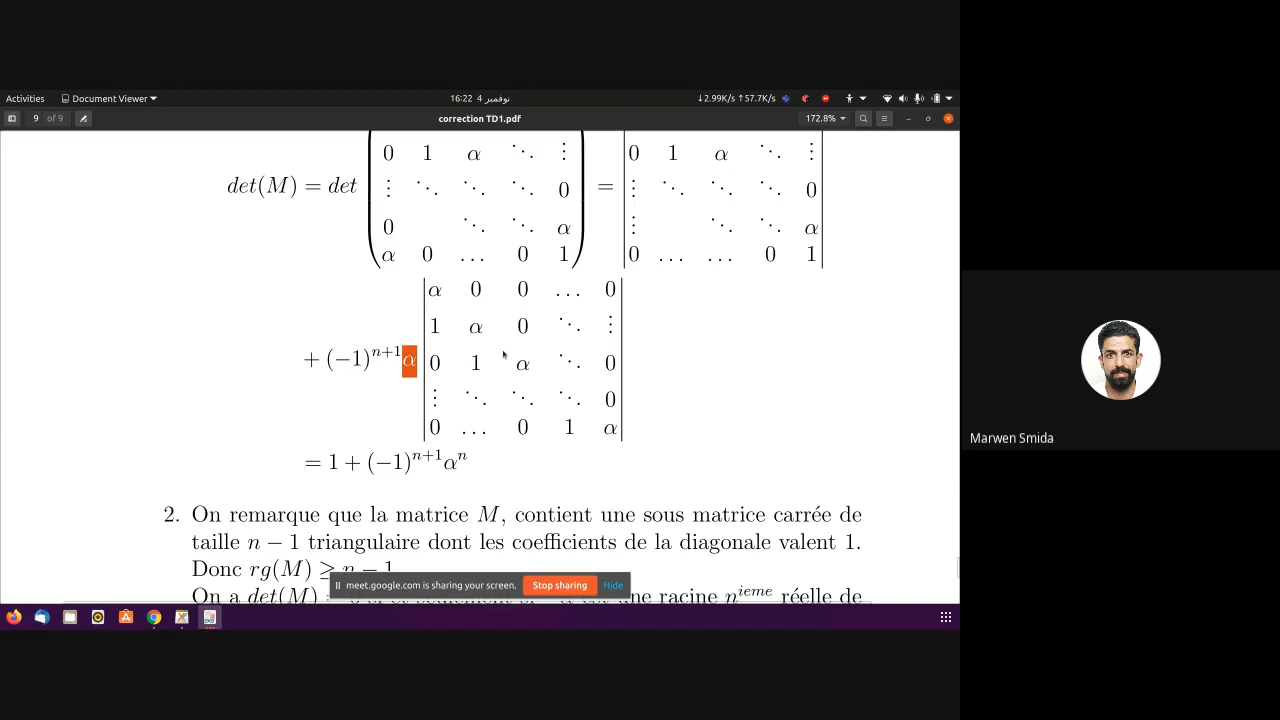 Activities Document Viewer 16:22 4 نوفمبر ↓2.99K/s ↑57.7K/s
9 of 9 correction TD1.pdf 172.8%
0 1 α ⋱ ⋮ 0 1 α ⋱ ⋮
det(M) = det ⋮ ⋱ ⋱ ⋱ 0 = ⋮ ⋱ ⋱ ⋱ 0
0 ⋱ ⋱ α ⋮ ⋱ ⋱ α
α 0 … 0 1 0 … … 0 1
α 0 0 … 0
1 α 0 ⋱ ⋮
+ (−1)^{n+1} α 0 1 α ⋱ 0
⋮ ⋱ ⋱ ⋱ 0
0 … 0 1 α
= 1 + (−1)^{n+1} α^n
2. On remarque que la matrice M, contient une sous matrice carrée de
taille n − 1 triangulaire dont les coefficients de la diagonale valent 1.
Donc rg(M) ≥ n − 1
meet.google.com is sharing your screen. Stop sharing Hide
On a det(M) une racine n^{ieme} réelle de
Marwen Smida